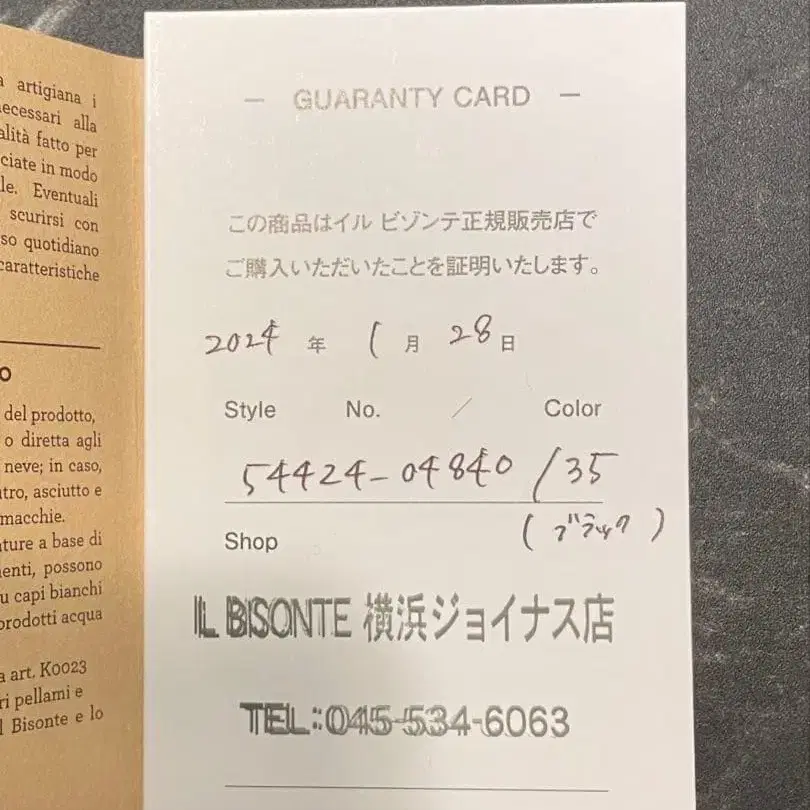 artigiana i
necessari alla
alità fatto per
ciate in modo
le. Eventuali
scurirsi con
so quotidiano
caratteristiche
o
del prodotto,
o diretta agli
neve; in caso,
utro, asciutto e
macchie.
ature a base di
enti, possono
u capi bianchi
prodotti acqua
a art. K0023
ri pellami e
l Bisonte e lo
- GUARANTY CARD -
この商品はイル ビゾンテ正規販売店で
ご購入いただいたことを証明いたします。
2024 年 1 月 28 日
Style No. / Color
54424-04840 / 35
(ブラック)
Shop
IL BISONTE 横浜ジョイナス店
TEL:045-534-6063